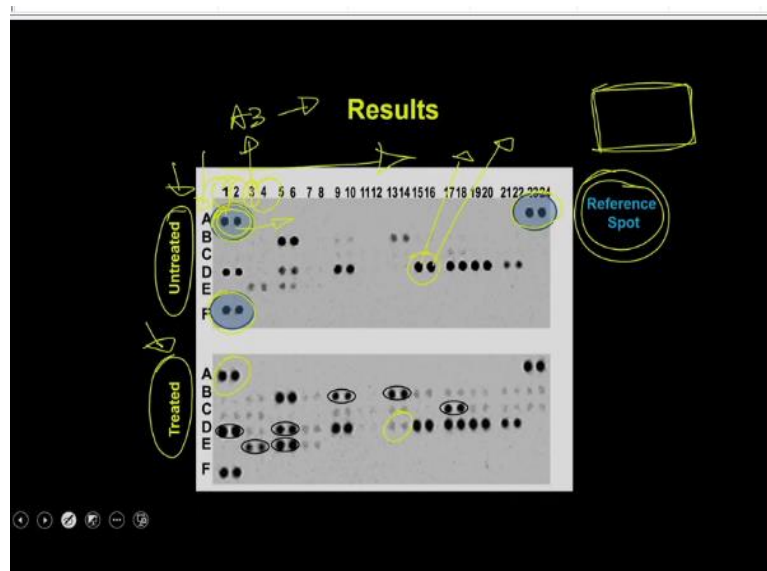 A3 → Results
1 2 3 4 5 6 7 8 9 10 11 12 13 14 15 16 17 18 19 20 21 22 23 24
Reference
Spot
Untreated
A
B
C
D
E
F
Treated
A
B
C
D
E
F